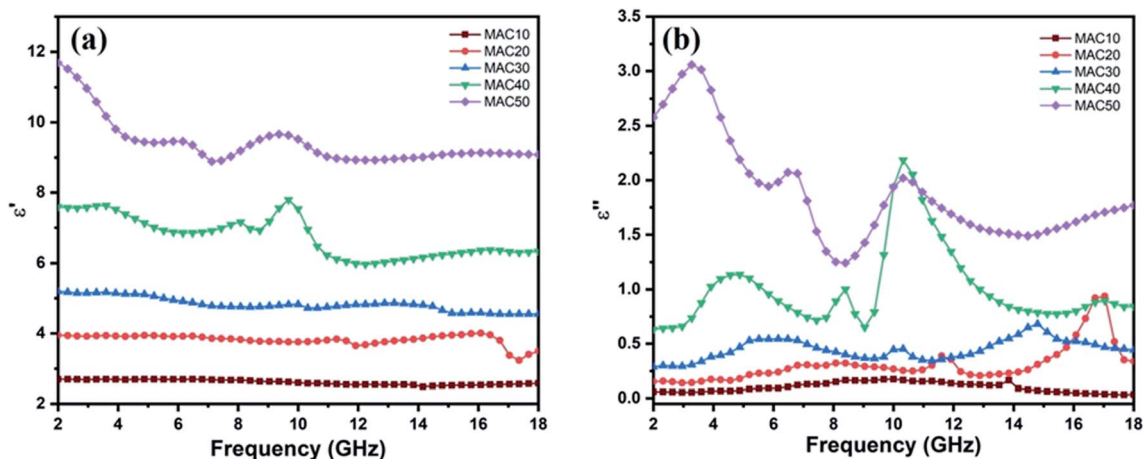 (a)
MAC10
MAC20
MAC30
MAC40
MAC50
ε'
12
10
8
6
4
2
2 4 6 8 10 12 14 16 18
Frequency (GHz)
(b)
MAC10
MAC20
MAC30
MAC40
MAC50
ε''
3.5
3.0
2.5
2.0
1.5
1.0
0.5
0.0
2 4 6 8 10 12 14 16 18
Frequency (GHz)